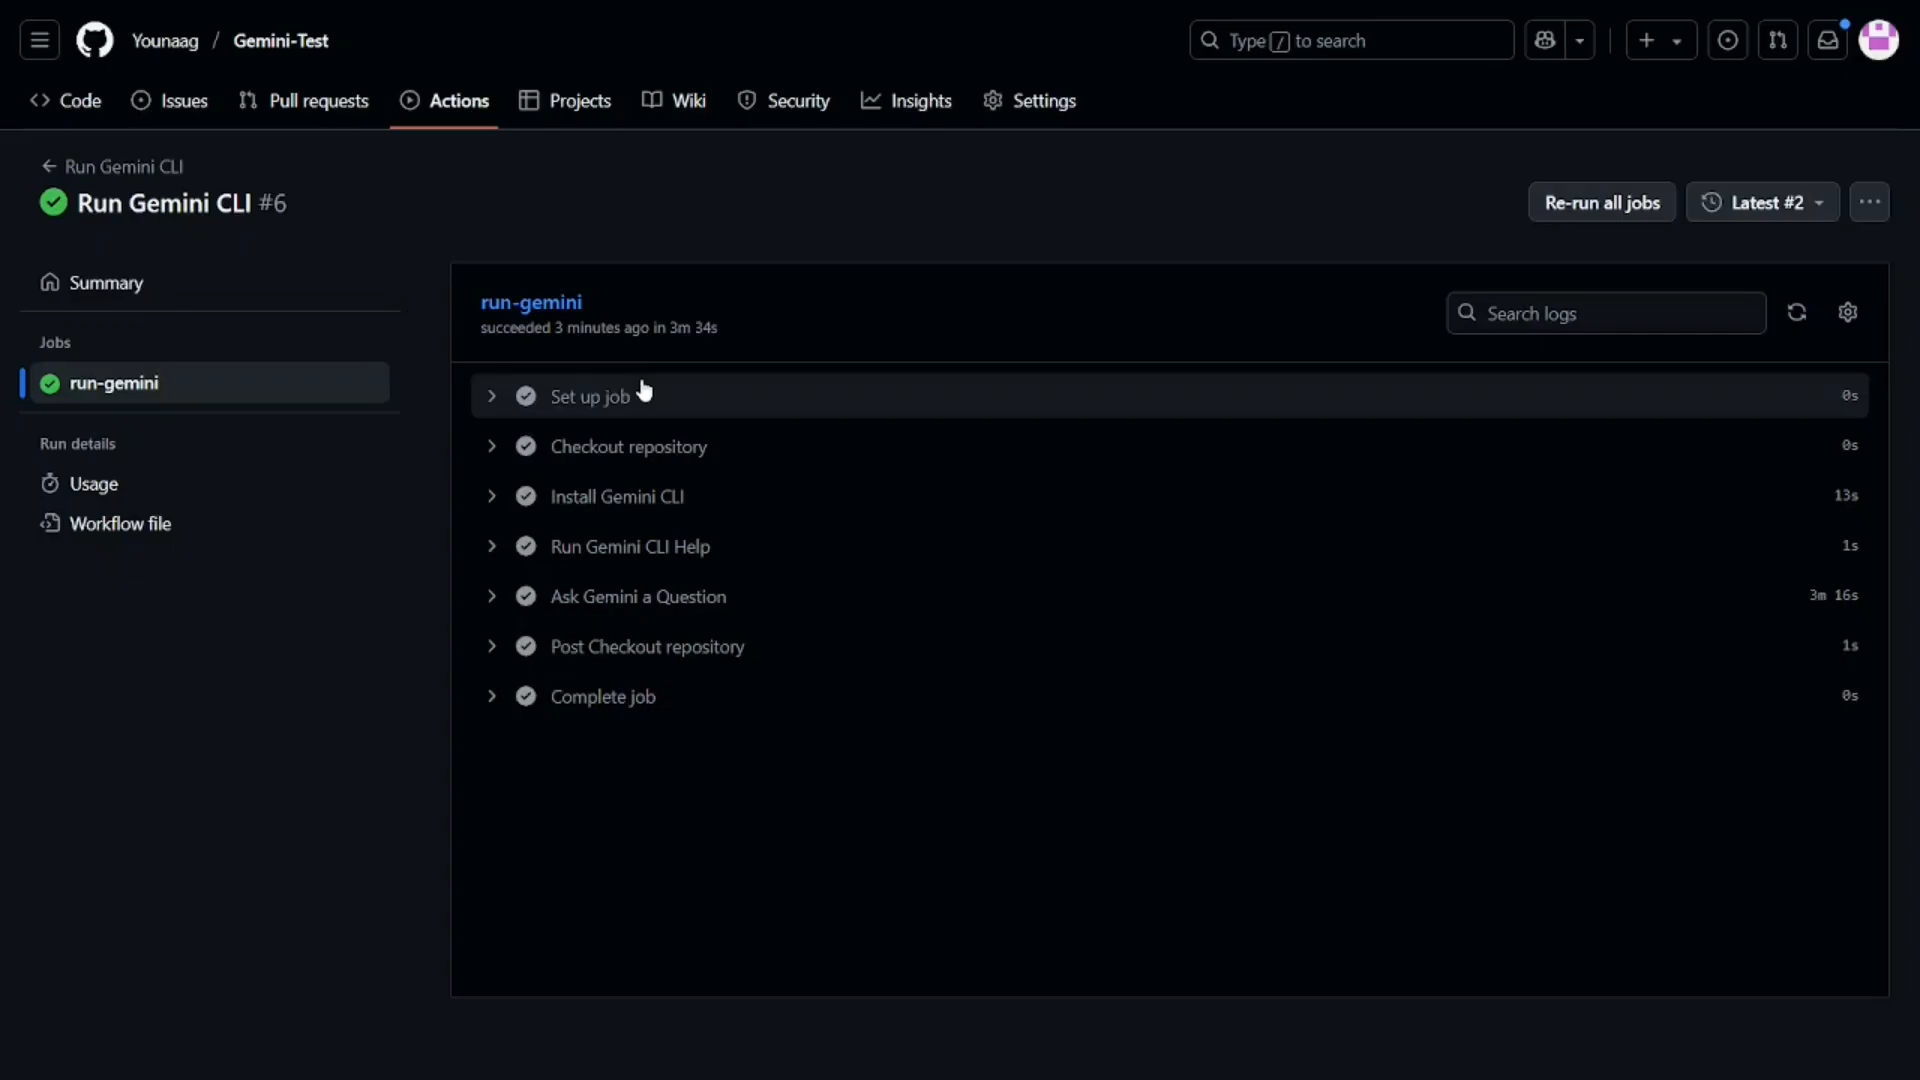 Younaag / Gemini-Test
Type / to search
Code Issues Pull requests Actions Projects Wiki Security Insights Settings
Run Gemini CLI
Run Gemini CLI #6
Re-run all jobs
Latest #2
Summary
Jobs
run-gemini
Run details
Usage
Workflow file
run-gemini
succeeded 3 minutes ago in 3m 34s
Search logs
Set up job 0s
Checkout repository 0s
Install Gemini CLI 13s
Run Gemini CLI Help 1s
Ask Gemini a Question 3m 16s
Post Checkout repository 1s
Complete job 0s